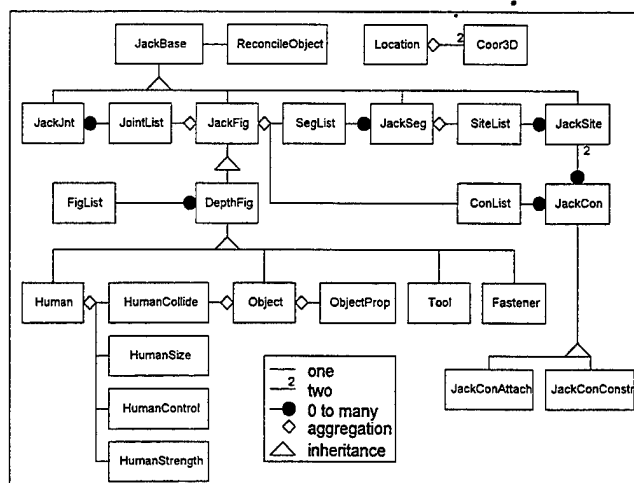 JackBase
ReconcileObject
Location
2
Coor3D
JackJnt
JointList
JackFig
SegList
JackSeg
SiteList
JackSite
2
FigList
DepthFig
ConList
JackCon
Human
HumanCollide
Object
ObjectProp
Tool
Fastener
HumanSize
HumanControl
HumanStrength
one
2
two
0 to many
aggregation
inheritance
JackConAttach
JackConConstr